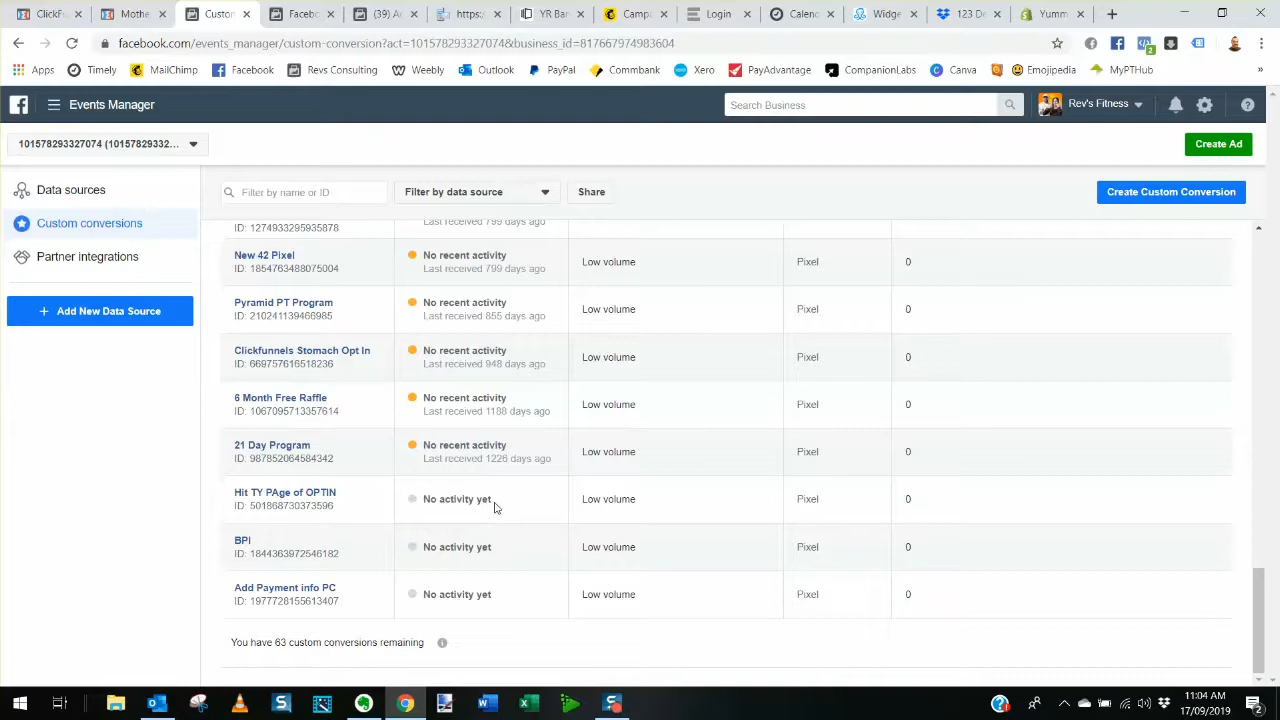 ClickFu
Mothe
Custon
Faceb
(39) A
https:
YR Ba
Campa
Login
Calenc
Widge
123 De
Yumm
facebook.com/events_manager/custom-conversion?act=101578293327074&business_id=817667974983604
Apps
Timely
MailChimp
Facebook
Revs Consulting
Weebly
Outlook
PayPal
Commbank
Xero
PayAdvantage
CompanionLabs
Canva
Emojipedia
MyPTHub
»
Events Manager
Search Business
Rev's Fitness
101578293327074 (10157829332...
Create Ad
Data sources
Filter by name or ID
Filter by data source
Share
Create Custom Conversion
Custom conversions
Partner integrations
+ Add New Data Source
Last received 799 days ago
ID: 1274933295935878
New 42 Pixel
ID: 1854763488075004
No recent activity
Last received 799 days ago
Low volume
Pixel
0
Pyramid PT Program
ID: 210241139466985
No recent activity
Last received 855 days ago
Low volume
Pixel
0
Clickfunnels Stomach Opt In
ID: 669757616518236
No recent activity
Last received 948 days ago
Low volume
Pixel
0
6 Month Free Raffle
ID: 1067095713357614
No recent activity
Last received 1188 days ago
Low volume
Pixel
0
21 Day Program
ID: 987852064584342
No recent activity
Last received 1226 days ago
Low volume
Pixel
0
Hit TY PAge of OPTIN
ID: 501868730373596
No activity yet
Low volume
Pixel
0
BPI
ID: 1844363972546182
No activity yet
Low volume
Pixel
0
Add Payment info PC
ID: 1977728155613407
No activity yet
Low volume
Pixel
0
You have 63 custom conversions remaining
11:04 AM
17/09/2019
2